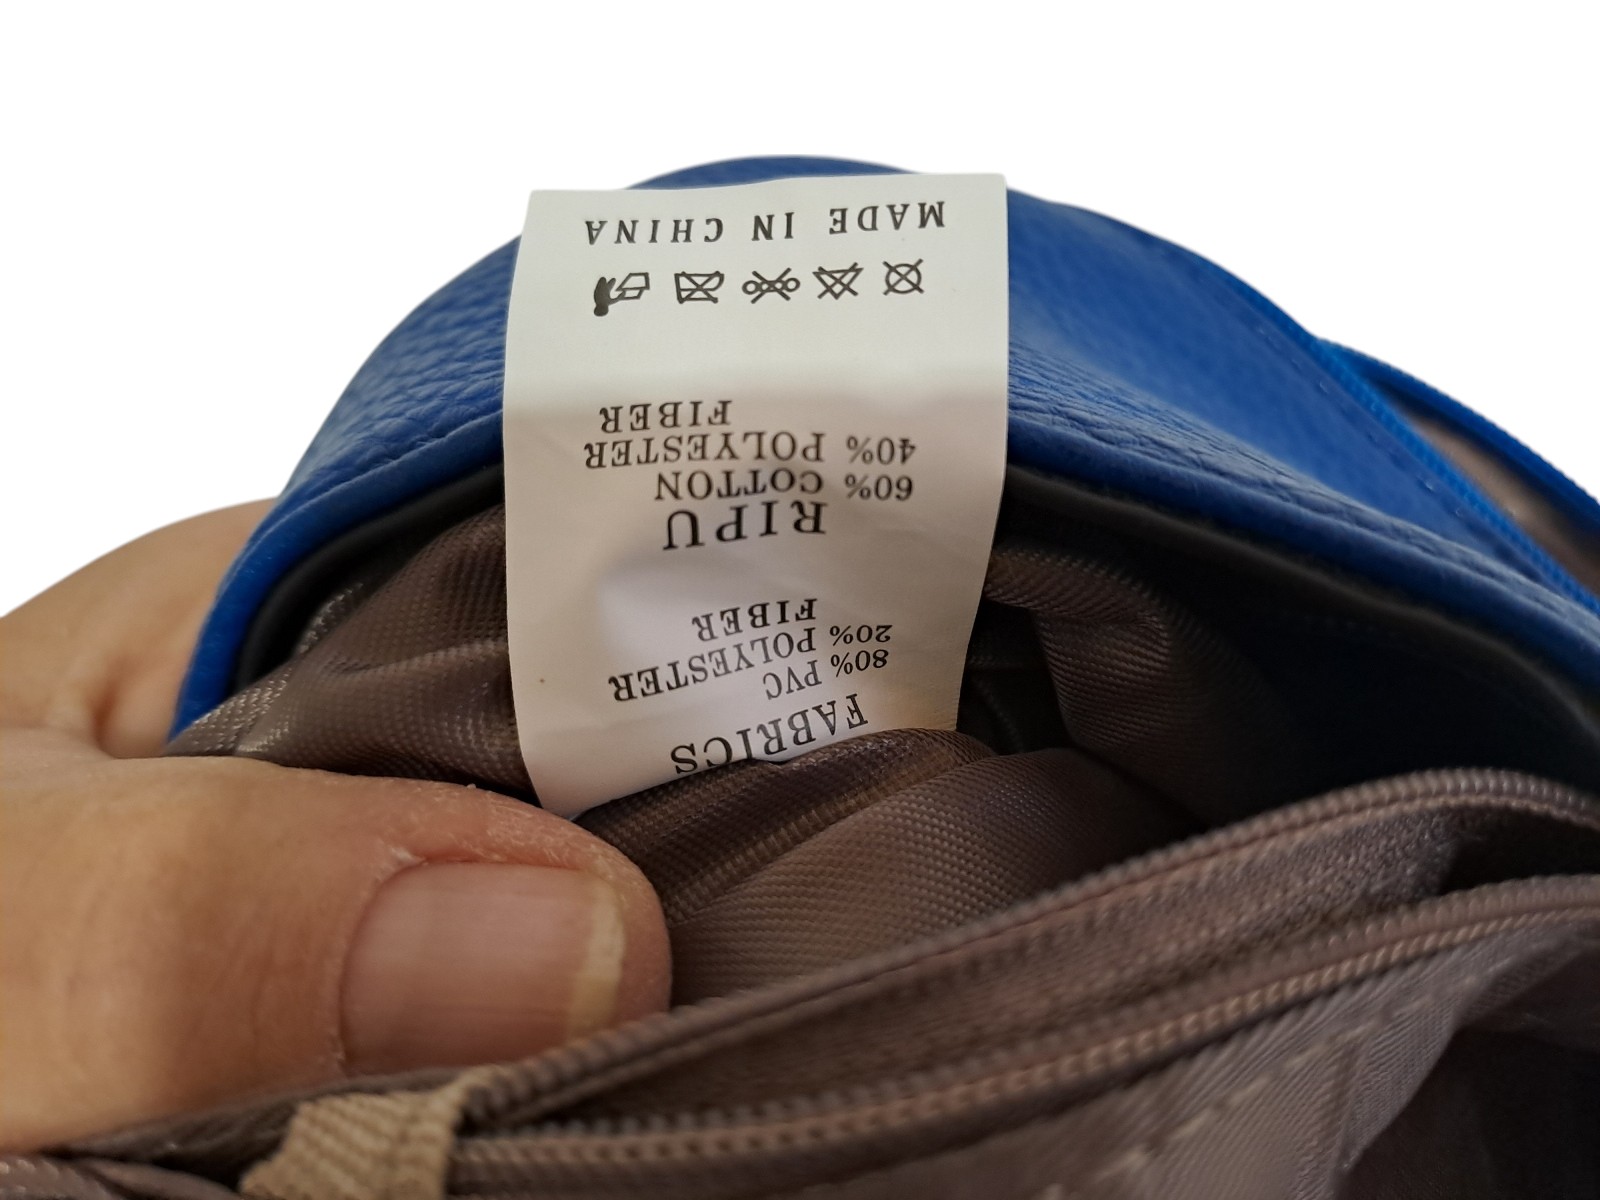 FABRICS
80% PVC
20% POLYESTER
FIBER
RIPU
60% COTTON
40% POLYESTER
FIBER
MADE IN CHINA